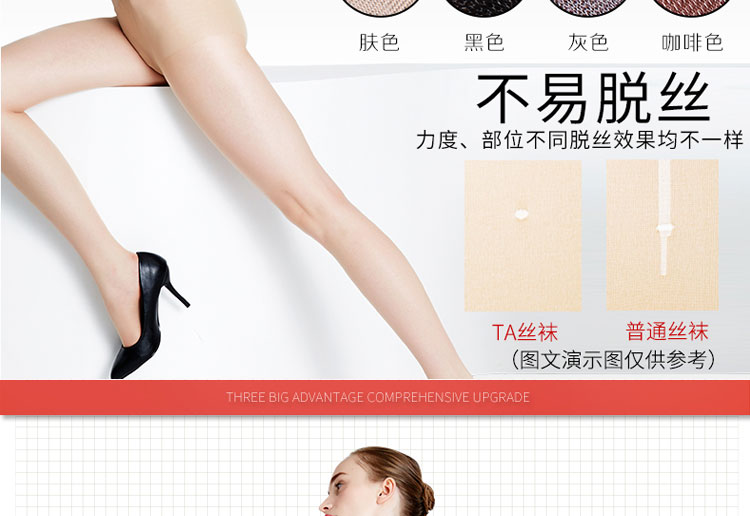 肤色
黑色
灰色
咖啡色
不易脱丝
力度、部位不同脱丝效果均不一样
TA丝袜
普通丝袜
（图文演示图仅供参考）
THREE BIG ADVANTAGE COMPREHENSIVE UPGRADE